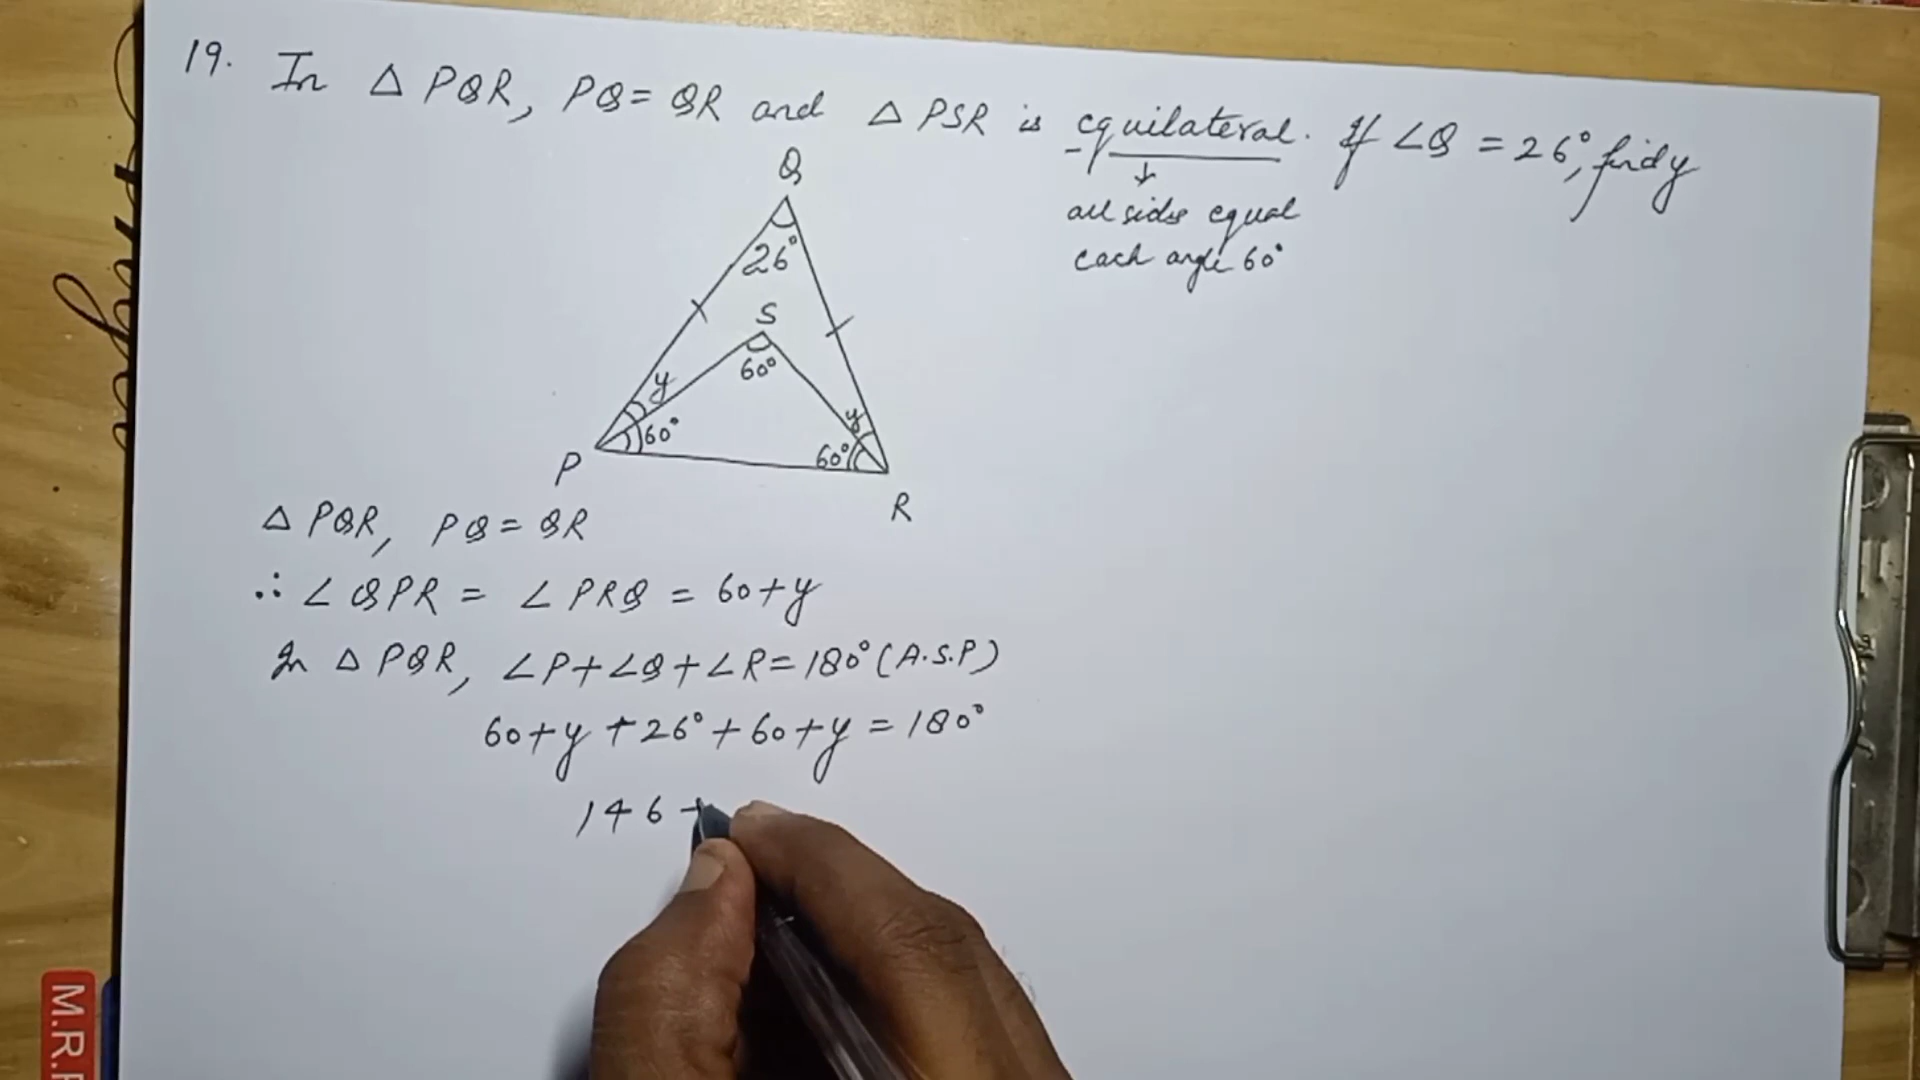 19. In △ PQR, PQ = QR and △ PSR is equilateral. If ∠Q = 26°, find y
all sides equal
each angle 60°
Q
26°
S
60°
y
60°
y
60°
P
R
△ PQR, PQ = QR
∴ ∠QPR = ∠PRQ = 60+y
In △ PQR, ∠P+∠Q+∠R=180° (A.S.P)
60+y+26°+60+y=180°
146 +